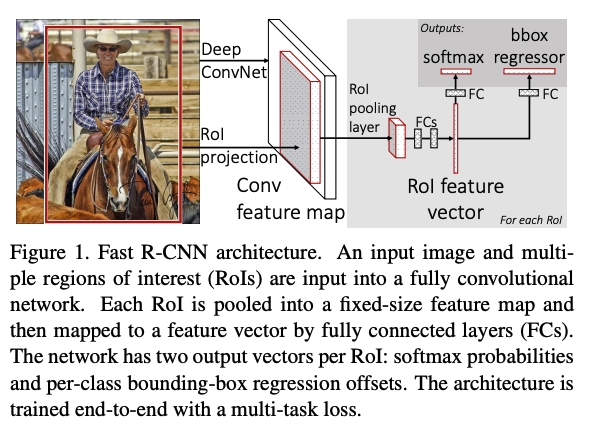 Outputs:
bbox
softmax regressor
Deep
ConvNet
RoI
projection
Conv
feature map
RoI
pooling
layer
FCs
FC
FC
RoI feature
vector
For each RoI
Figure 1. Fast R-CNN architecture. An input image and multi-
ple regions of interest (RoIs) are input into a fully convolutional
network. Each RoI is pooled into a fixed-size feature map and
then mapped to a feature vector by fully connected layers (FCs).
The network has two output vectors per RoI: softmax probabilities
and per-class bounding-box regression offsets. The architecture is
trained end-to-end with a multi-task loss.